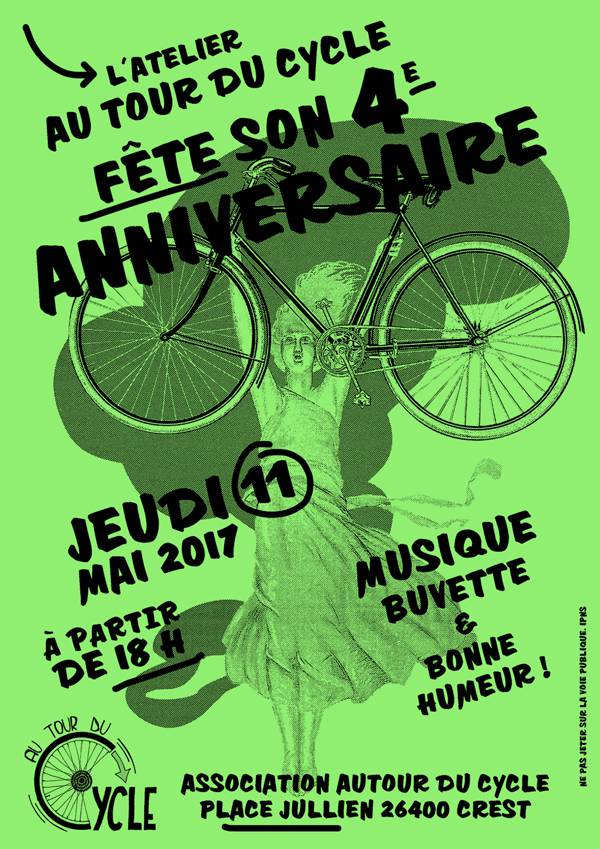 L'ATELIER
AU TOUR DU CYCLE
FÊTE SON 4E
ANNIVERSAIRE
JEUDI 11
MAI 2017
À PARTIR
DE 18 H
MUSIQUE
BUVETTE
&
BONNE
HUMEUR !
NE PAS JETER SUR LA VOIE PUBLIQUE. IPNS
AU TOUR DU
CYCLE
ASSOCIATION AUTOUR DU CYCLE
PLACE JULLIEN 26400 CREST